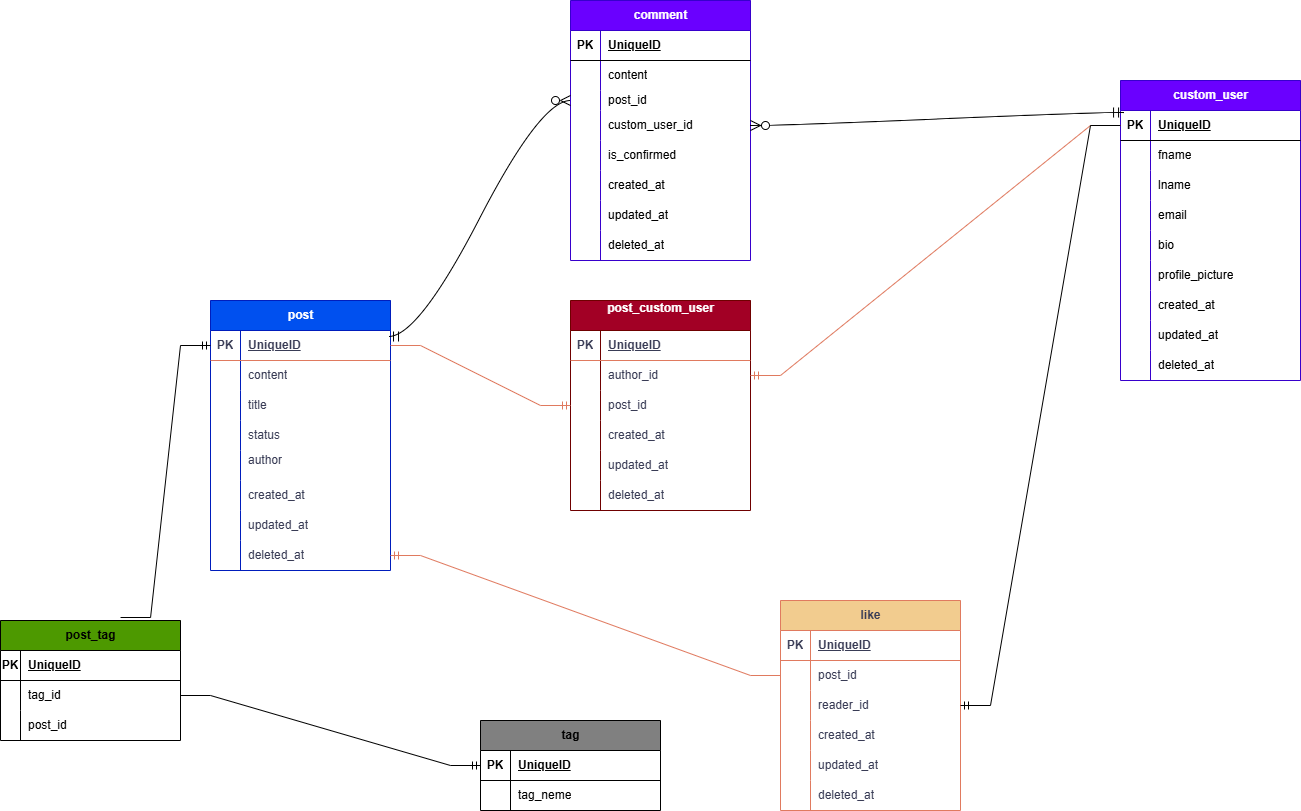 comment
PK UniqueID
content
post_id
custom_user_id
is_confirmed
created_at
updated_at
deleted_at
custom_user
PK UniqueID
fname
lname
email
bio
profile_picture
created_at
updated_at
deleted_at
post
PK UniqueID
content
title
status
author
created_at
updated_at
deleted_at
post_custom_user
PK UniqueID
author_id
post_id
created_at
updated_at
deleted_at
post_tag
PK UniqueID
tag_id
post_id
tag
PK UniqueID
tag_neme
like
PK UniqueID
post_id
reader_id
created_at
updated_at
deleted_at